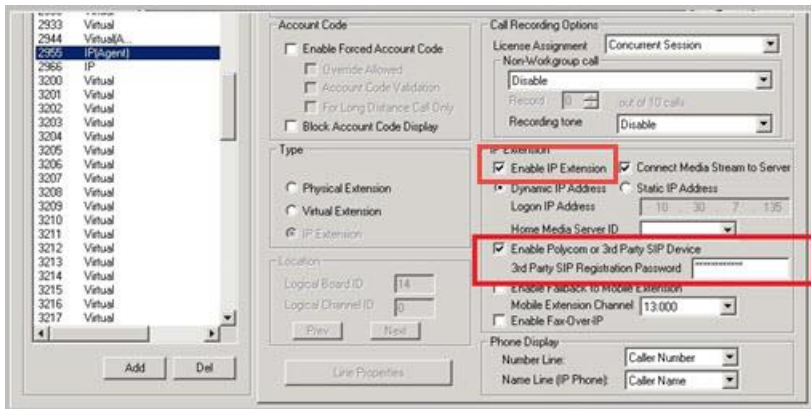 2933 Virtual
2944 Virtual(A...
2955 IP(Agent)
2966 IP
3200 Virtual
3201 Virtual
3202 Virtual
3203 Virtual
3204 Virtual
3205 Virtual
3206 Virtual
3207 Virtual
3208 Virtual
3209 Virtual
3210 Virtual
3211 Virtual
3212 Virtual
3213 Virtual
3214 Virtual
3215 Virtual
3216 Virtual
3217 Virtual
Add Del
Account Code
Enable Forced Account Code
Override Allowed
Account Code Validation
For Long Distance Call Only
Block Account Code Display
Type
Physical Extension
Virtual Extension
IP Extension
Location
Logical Board ID 14
Logical Channel ID 0
Prev Next
Line Properties
Call Recording Options
License Assignment Concurrent Session
Non-Workgroup call
Disable
Record 0 out of 10 calls
Recording tone Disable
IP Extension
Enable IP Extension Connect Media Stream to Server
Dynamic IP Address Static IP Address
Logon IP Address 10 . 30 . 7 . 135
Home Media Server ID
Enable Polycom or 3rd Party SIP Device
3rd Party SIP Registration Password
Enable Fallback to Mobile Extension
Mobile Extension Channel 13:000
Enable Fax-Over-IP
Phone Display
Number Line: Caller Number
Name Line (IP Phone): Caller Name